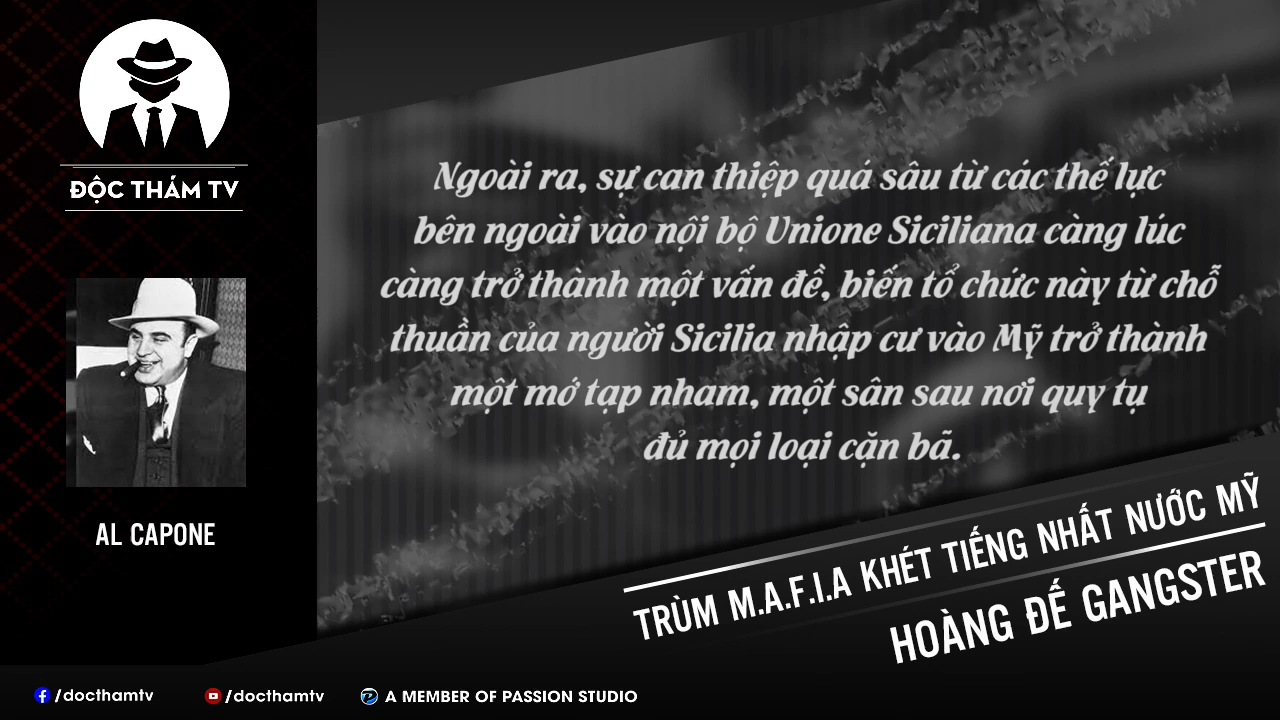 ĐỘC THÁM TV
AL CAPONE
Ngoài ra, sự can thiệp quá sâu từ các thế lực
bên ngoài vào nội bộ Unione Siciliana càng lúc
càng trở thành một vấn đề, biến tổ chức này từ chỗ
thuần của người Sicilia nhập cư vào Mỹ trở thành
một mớ tạp nham, một sân sau nơi quy tụ
đủ mọi loại cặn bã.
TRÙM M.A.F.I.A KHÉT TIẾNG NHẤT NƯỚC MỸ
HOÀNG ĐẾ GANGSTER
/docthamtv
/docthamtv
A MEMBER OF PASSION STUDIO